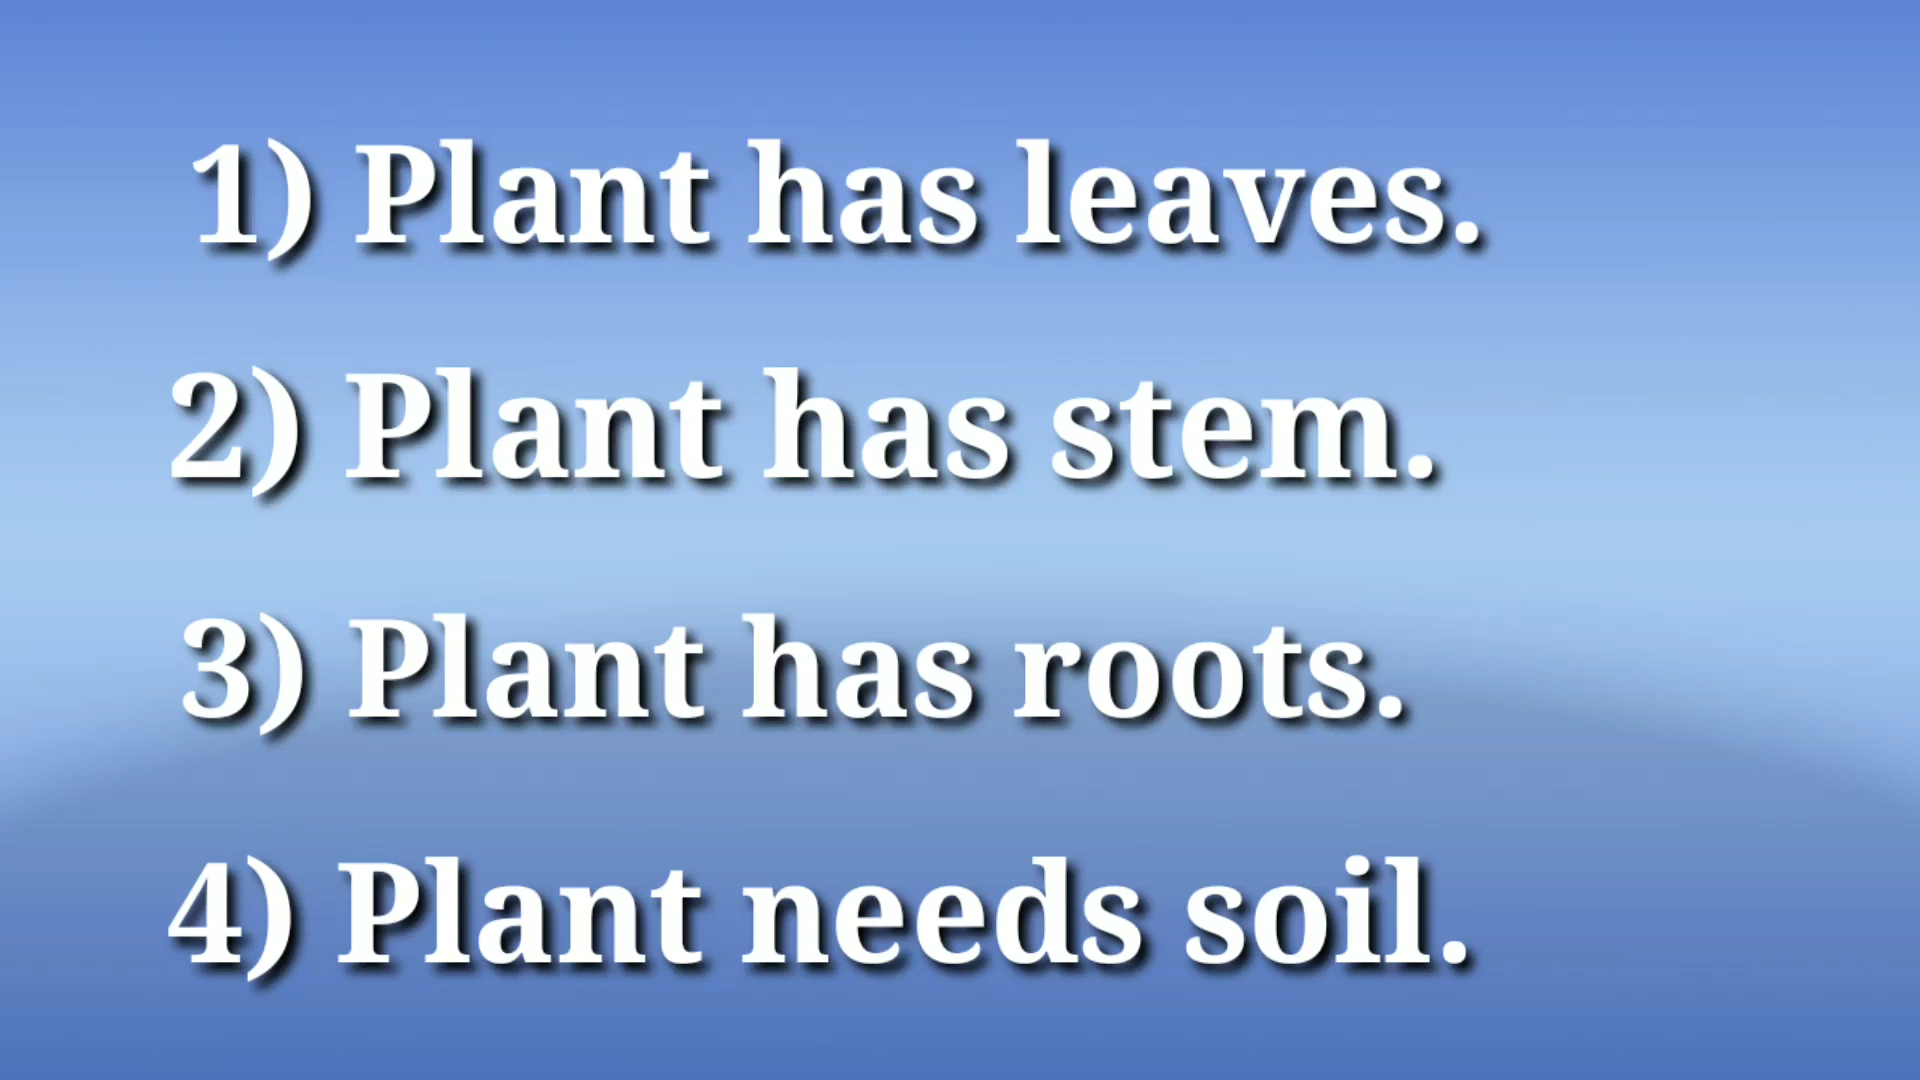 1) Plant has leaves.
2) Plant has stem.
3) Plant has roots.
4) Plant needs soil.